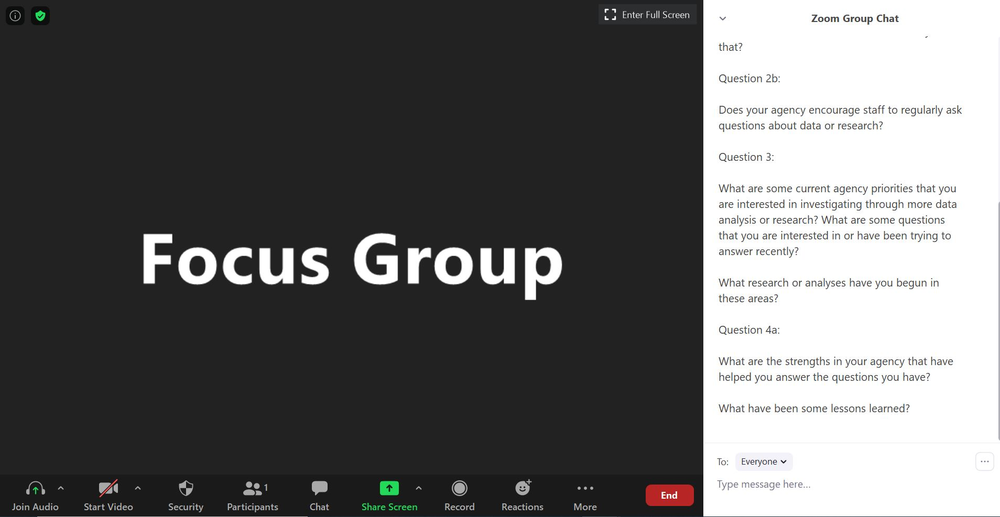 Enter Full Screen
Focus Group
Join Audio
Start Video
Security
1
Participants
Chat
Share Screen
Record
Reactions
More
End
Zoom Group Chat
that?
Question 2b:
Does your agency encourage staff to regularly ask
questions about data or research?
Question 3:
What are some current agency priorities that you
are interested in investigating through more data
analysis or research? What are some questions
that you are interested in or have been trying to
answer recently?
What research or analyses have you begun in
these areas?
Question 4a:
What are the strengths in your agency that have
helped you answer the questions you have?
What have been some lessons learned?
To: Everyone
Type message here...